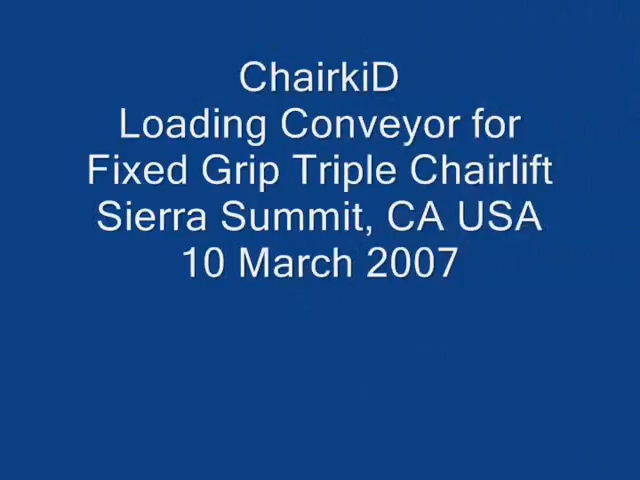 ChairkiD
Loading Conveyor for
Fixed Grip Triple Chairlift
Sierra Summit, CA USA
10 March 2007